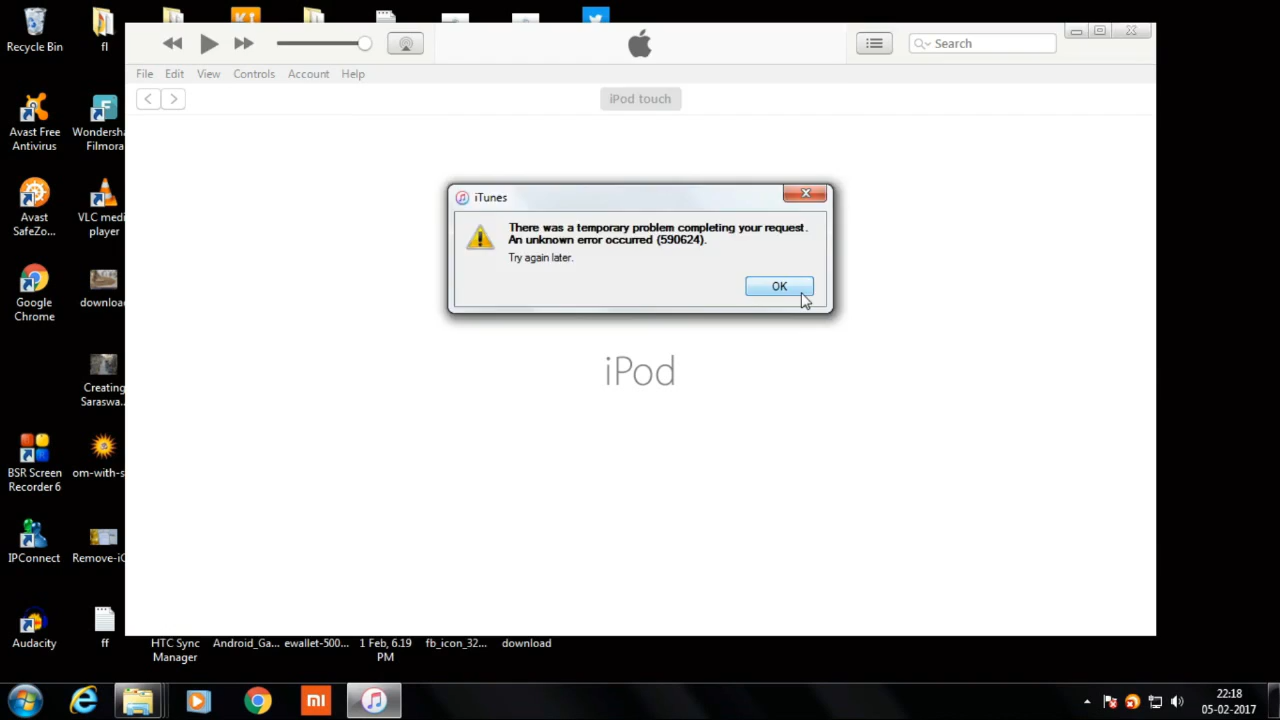 Recycle Bin
fl
Search
File Edit View Controls Account Help
iPod touch
Avast Free
Antivirus
Wondersha
Filmora
iTunes
There was a temporary problem completing your request.
An unknown error occurred (590624).
Try again later.
OK
Avast
SafeZo...
VLC medi
player
Google
Chrome
download
iPod
Creating
Saraswa...
BSR Screen
Recorder 6
om-with-s
IPConnect
Remove-iC
Audacity
ff
HTC Sync
Manager
Android_Ga...
ewallet-500...
1 Feb, 6.19
PM
fb_icon_32...
download
mi
22:18
05-02-2017